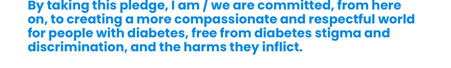 By taking this pledge, I am / we are committed, from here
on, to creating a more compassionate and respectful world
for people with diabetes, free from diabetes stigma and
discrimination, and the harms they inflict.